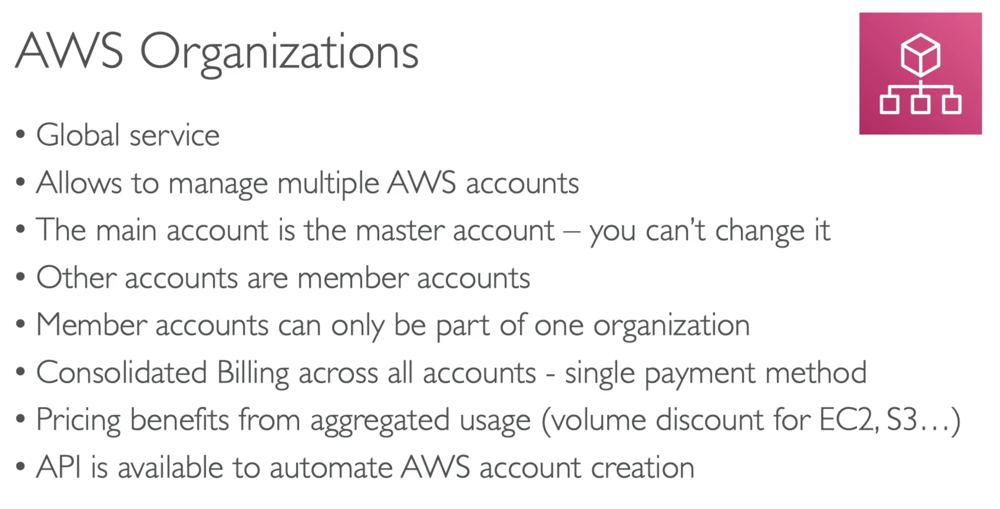 AWS Organizations
• Global service
• Allows to manage multiple AWS accounts
• The main account is the master account – you can’t change it
• Other accounts are member accounts
• Member accounts can only be part of one organization
• Consolidated Billing across all accounts - single payment method
• Pricing benefits from aggregated usage (volume discount for EC2, S3…)
• API is available to automate AWS account creation